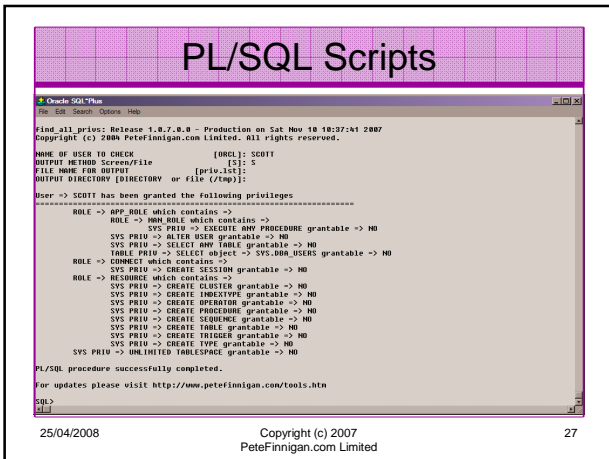 PL/SQL Scripts
Oracle SQL*Plus
File Edit Search Options Help
find_all_privs: Release 1.0.7.0.0 - Production on Sat Nov 10 10:37:41 2007
Copyright (c) 2004 PeteFinnigan.com Limited. All rights reserved.
NAME OF USER TO CHECK [ORCL]: SCOTT
OUTPUT METHOD Screen/File [S]: S
FILE NAME FOR OUTPUT [priv.lst]:
OUTPUT DIRECTORY [DIRECTORY or file (/tmp)]:
User => SCOTT has been granted the following privileges
====================================================================
ROLE => APP_ROLE which contains =>
ROLE => MAN_ROLE which contains =>
SYS PRIV => EXECUTE ANY PROCEDURE grantable => NO
SYS PRIV => ALTER USER grantable => NO
SYS PRIV => SELECT ANY TABLE grantable => NO
TABLE PRIV => SELECT object => SYS.DBA_USERS grantable => NO
ROLE => CONNECT which contains =>
SYS PRIV => CREATE SESSION grantable => NO
ROLE => RESOURCE which contains =>
SYS PRIV => CREATE CLUSTER grantable => NO
SYS PRIV => CREATE INDEXTYPE grantable => NO
SYS PRIV => CREATE OPERATOR grantable => NO
SYS PRIV => CREATE PROCEDURE grantable => NO
SYS PRIV => CREATE SEQUENCE grantable => NO
SYS PRIV => CREATE TABLE grantable => NO
SYS PRIV => CREATE TRIGGER grantable => NO
SYS PRIV => CREATE TYPE grantable => NO
SYS PRIV => UNLIMITED TABLESPACE grantable => NO
PL/SQL procedure successfully completed.
For updates please visit http://www.petefinnigan.com/tools.htm
SQL>
25/04/2008
Copyright (c) 2007
PeteFinnigan.com Limited
27